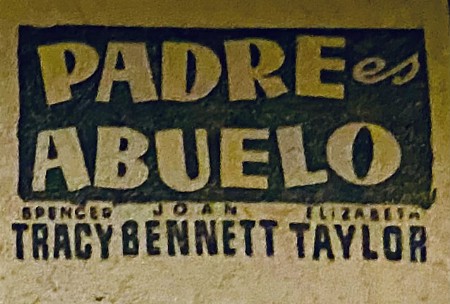 PADRE es
ABUELO
SPENCER JOAN ELIZABETH
TRACY BENNETT TAYLOR